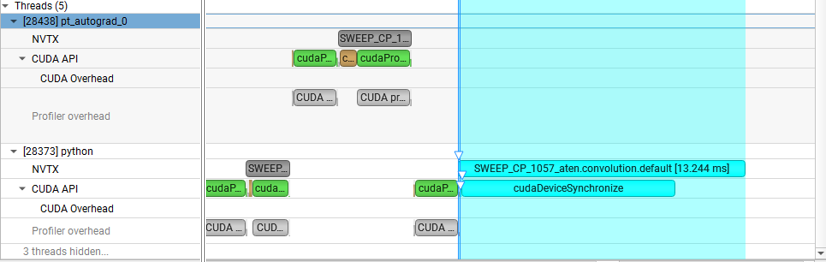 Threads (5)
[28438] pt_autograd_0
NVTX
SWEEP_CP_1...
CUDA API
cudaP... c... cudaPro...
CUDA Overhead
Profiler overhead
CUDA ... CUDA pr...
[28373] python
NVTX
SWEEP... SWEEP_CP_1057_aten.convolution.default [13.244 ms]
CUDA API
cudaP... cuda... cudaP... cudaDeviceSynchronize
CUDA Overhead
Profiler overhead
CUDA ... CUD... CUDA ...
3 threads hidden...